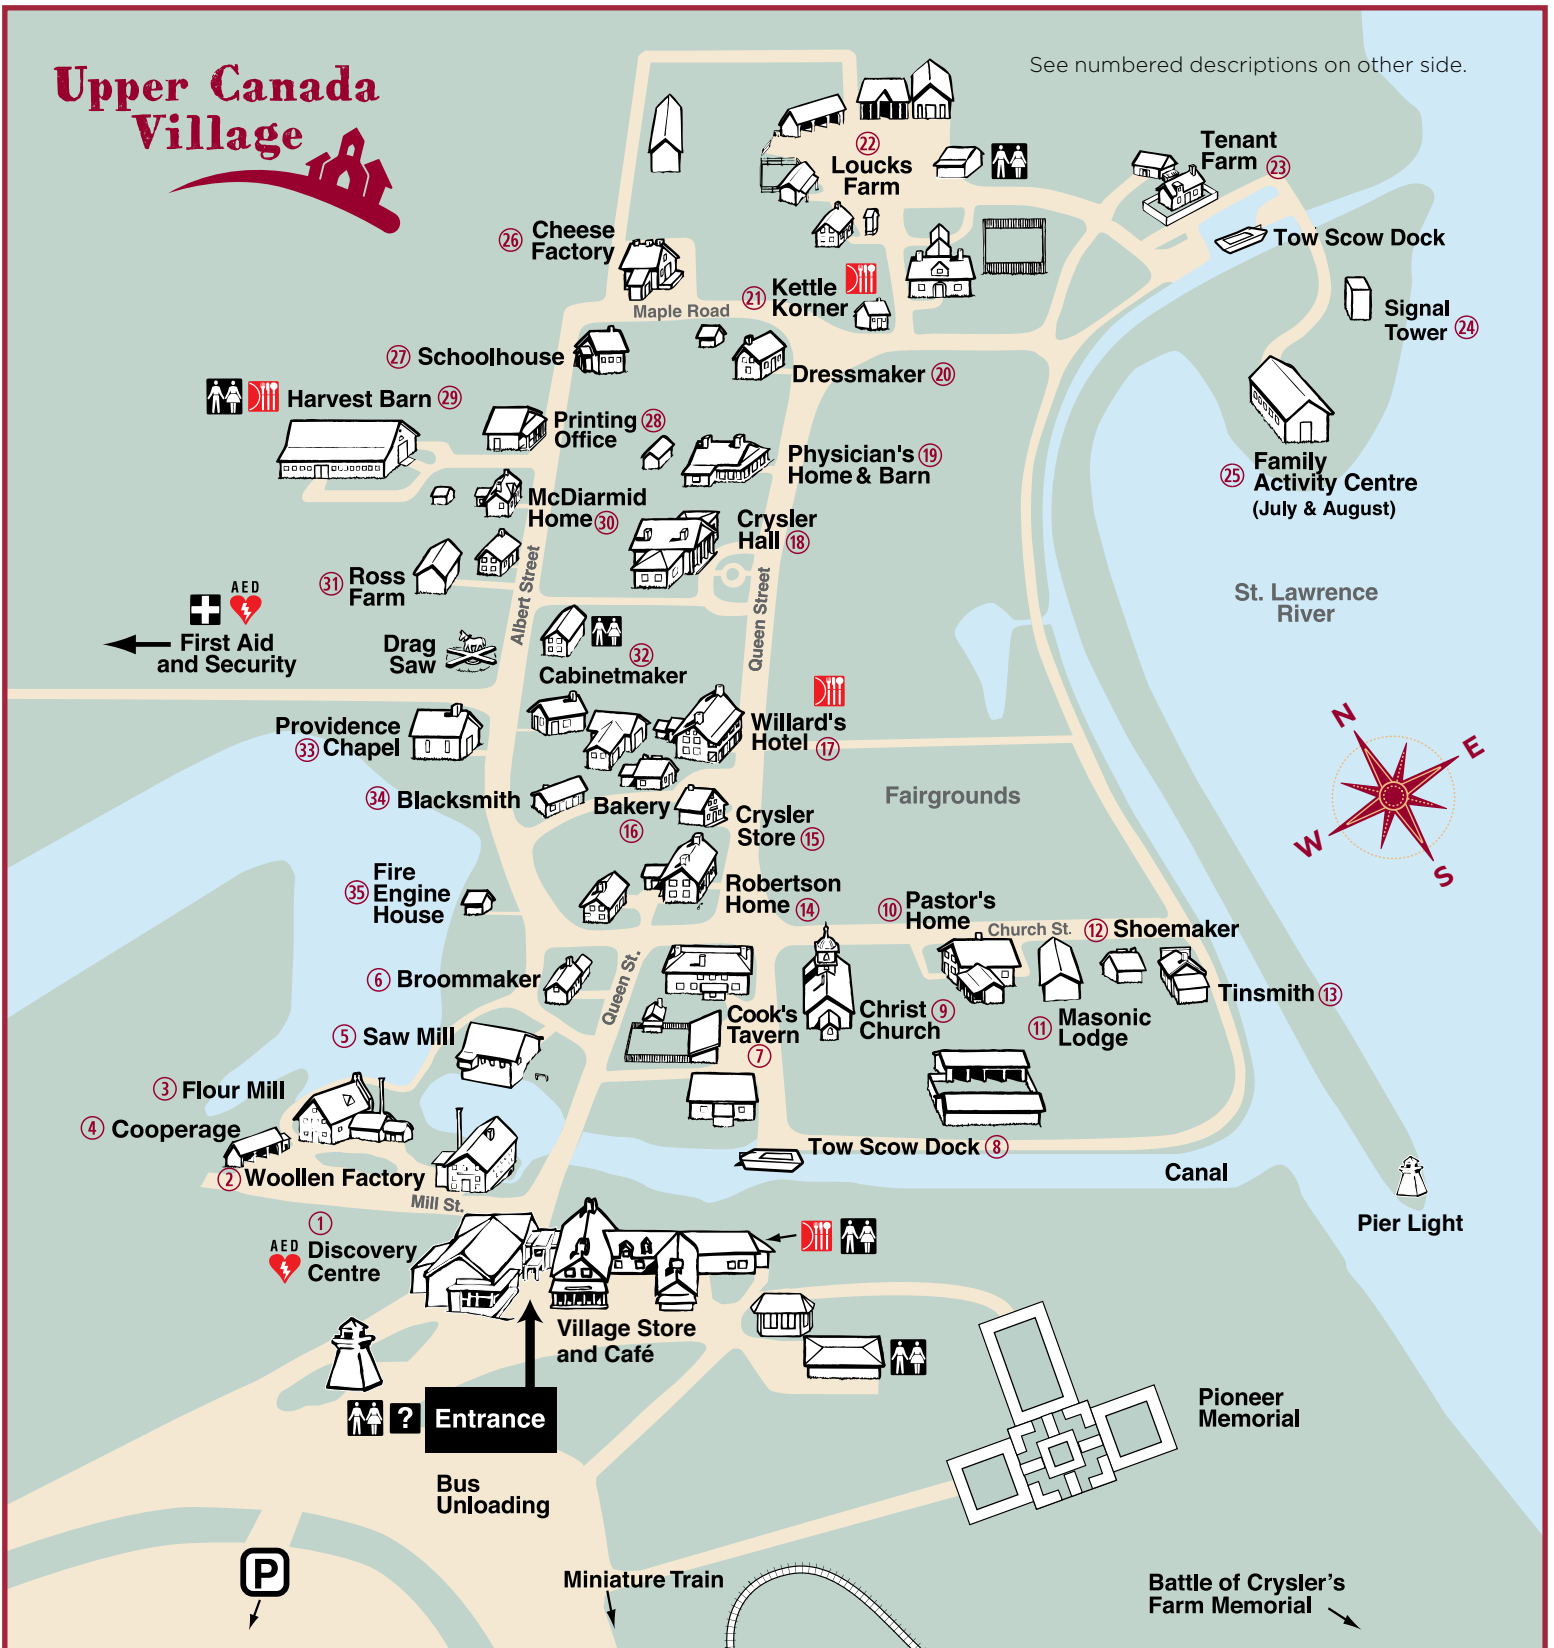 See numbered descriptions on other side.
Upper Canada
Village
Tenant
Farm 23
22
Loucks
Farm
26 Cheese
Factory
Tow Scow Dock
21 Kettle
Korner
Maple Road
Signal
Tower 24
27 Schoolhouse
Dressmaker 20
Harvest Barn 29
Printing 28
Office
Physician's 19
Home & Barn
25 Family
Activity Centre
(July & August)
McDiarmid
Home 30
Crysler
Hall 18
31 Ross
Farm
Albert Street
Queen Street
AED
First Aid
and Security
St. Lawrence
River
Drag
Saw
32
Cabinetmaker
Providence
33 Chapel
Willard's
Hotel 17
N
E
W
S
34 Blacksmith
Bakery
16
Fairgrounds
Crysler
Store 15
35 Fire
Engine
House
Robertson
Home 14
10 Pastor's
Home
Church St.
12 Shoemaker
6 Broommaker
Queen St.
Tinsmith 13
Cook's
Tavern
7
Christ 9
Church
11 Masonic
Lodge
5 Saw Mill
3 Flour Mill
4 Cooperage
2 Woollen Factory
Tow Scow Dock 8
Canal
Mill St.
Pier Light
1
AED
Discovery
Centre
Village Store
and Café
? Entrance
Pioneer
Memorial
Bus
Unloading
P
Miniature Train
Battle of Crysler’s
Farm Memorial